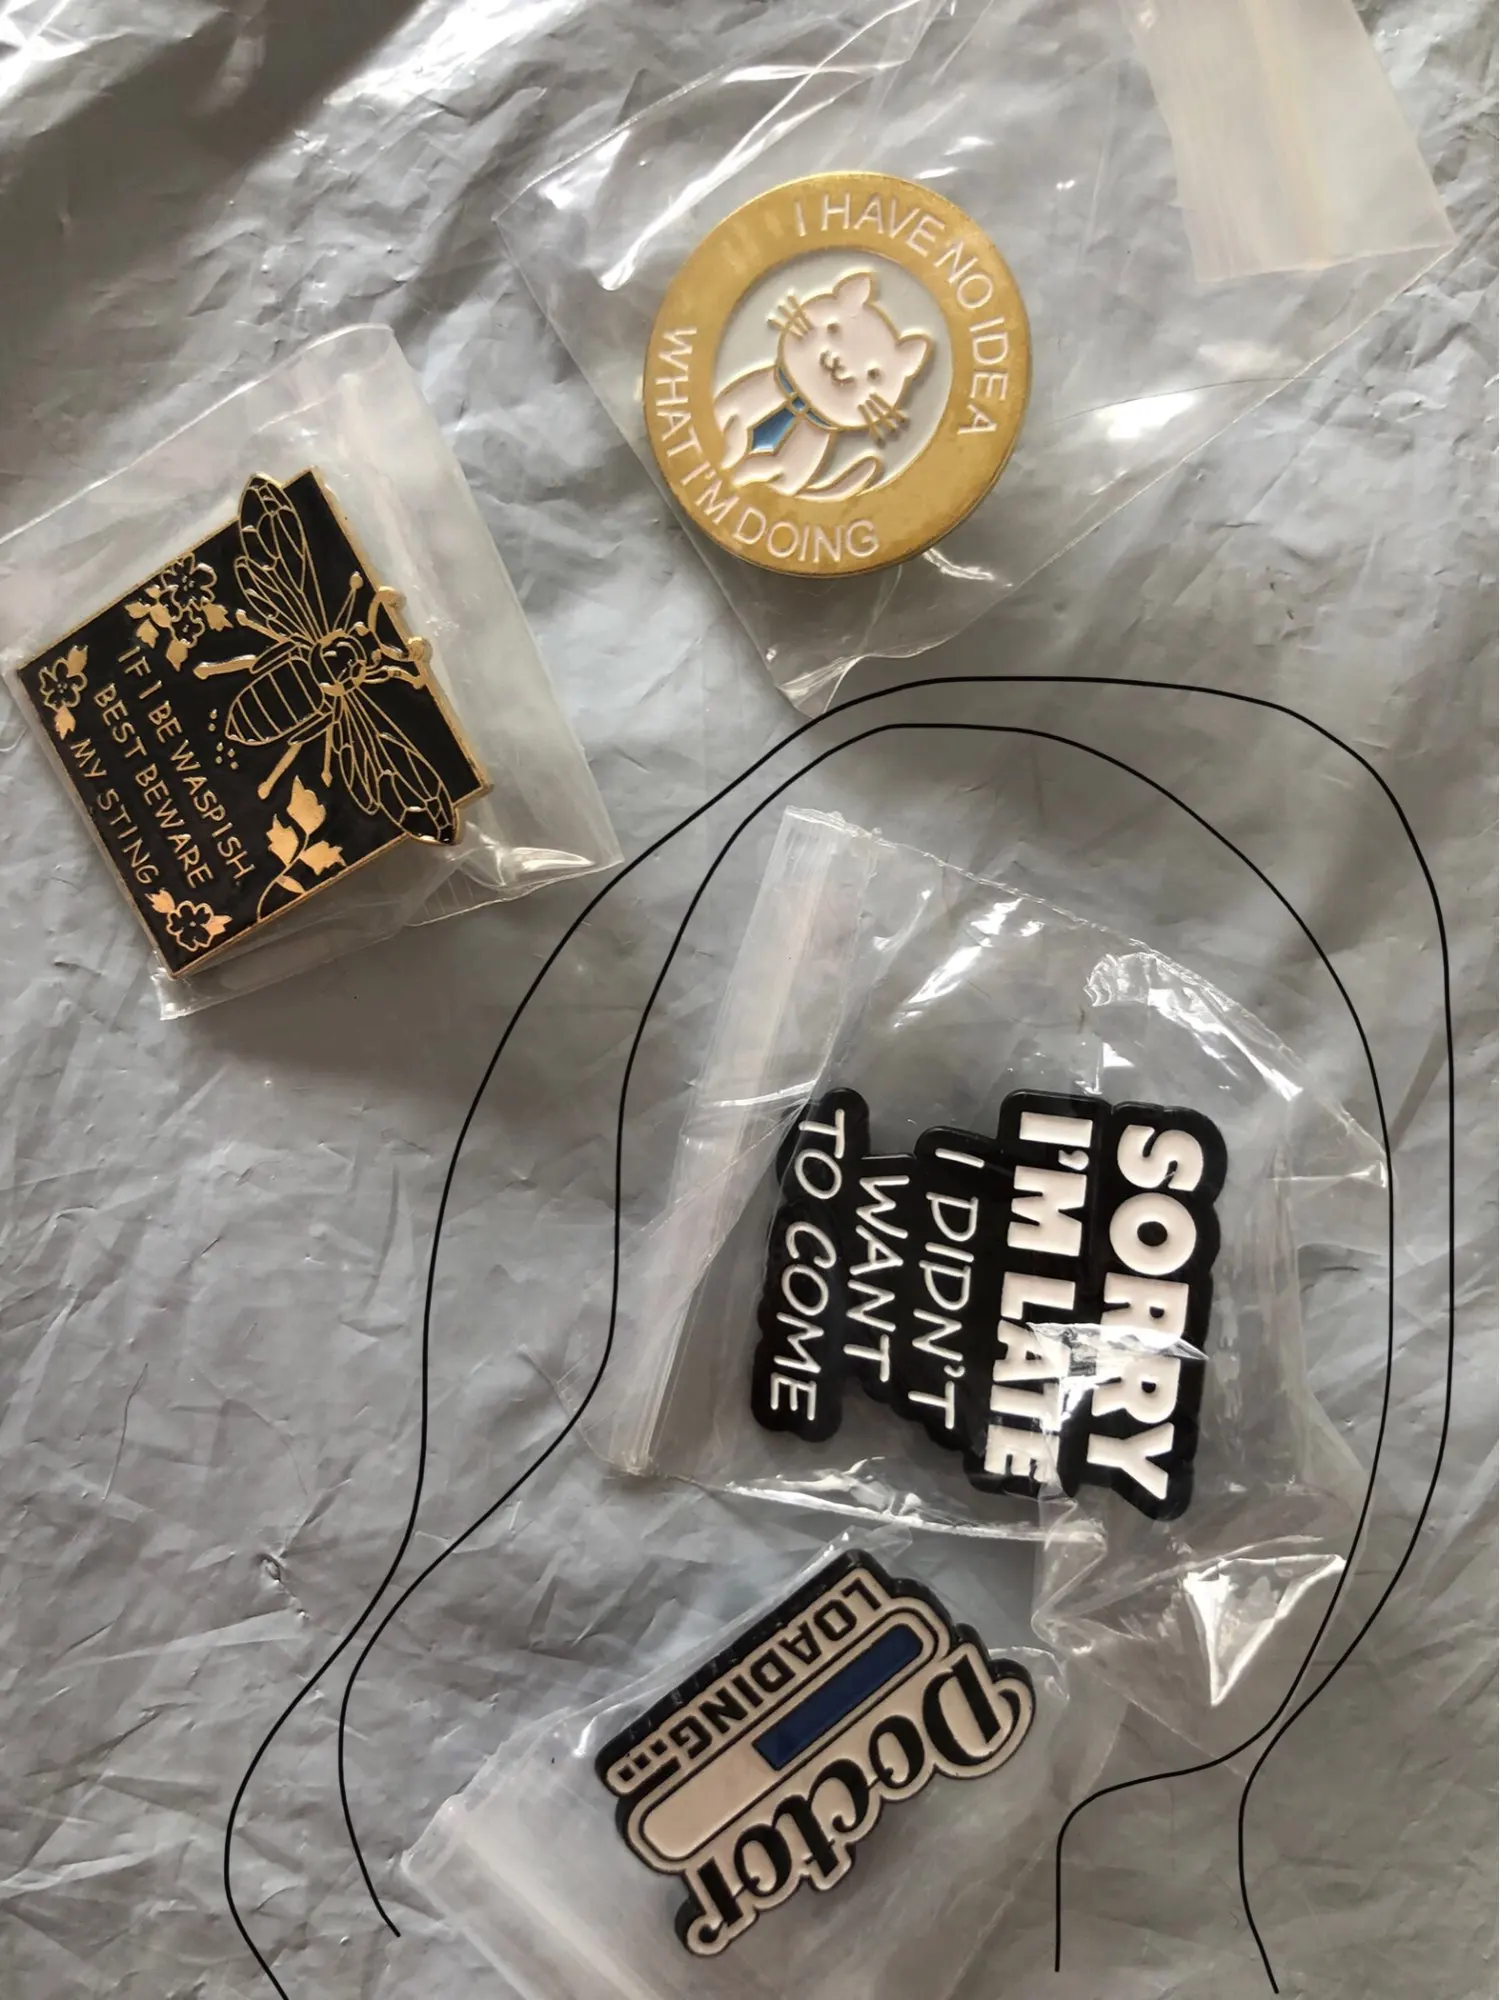 I HAVE NO IDEA
WHAT I'M DOING
IF I BE WASPISH
BEST BEWARE
MY STING
SORRY
I'M LATE
I DIDN'T
WANT
TO COME
Doctor
LOADING...